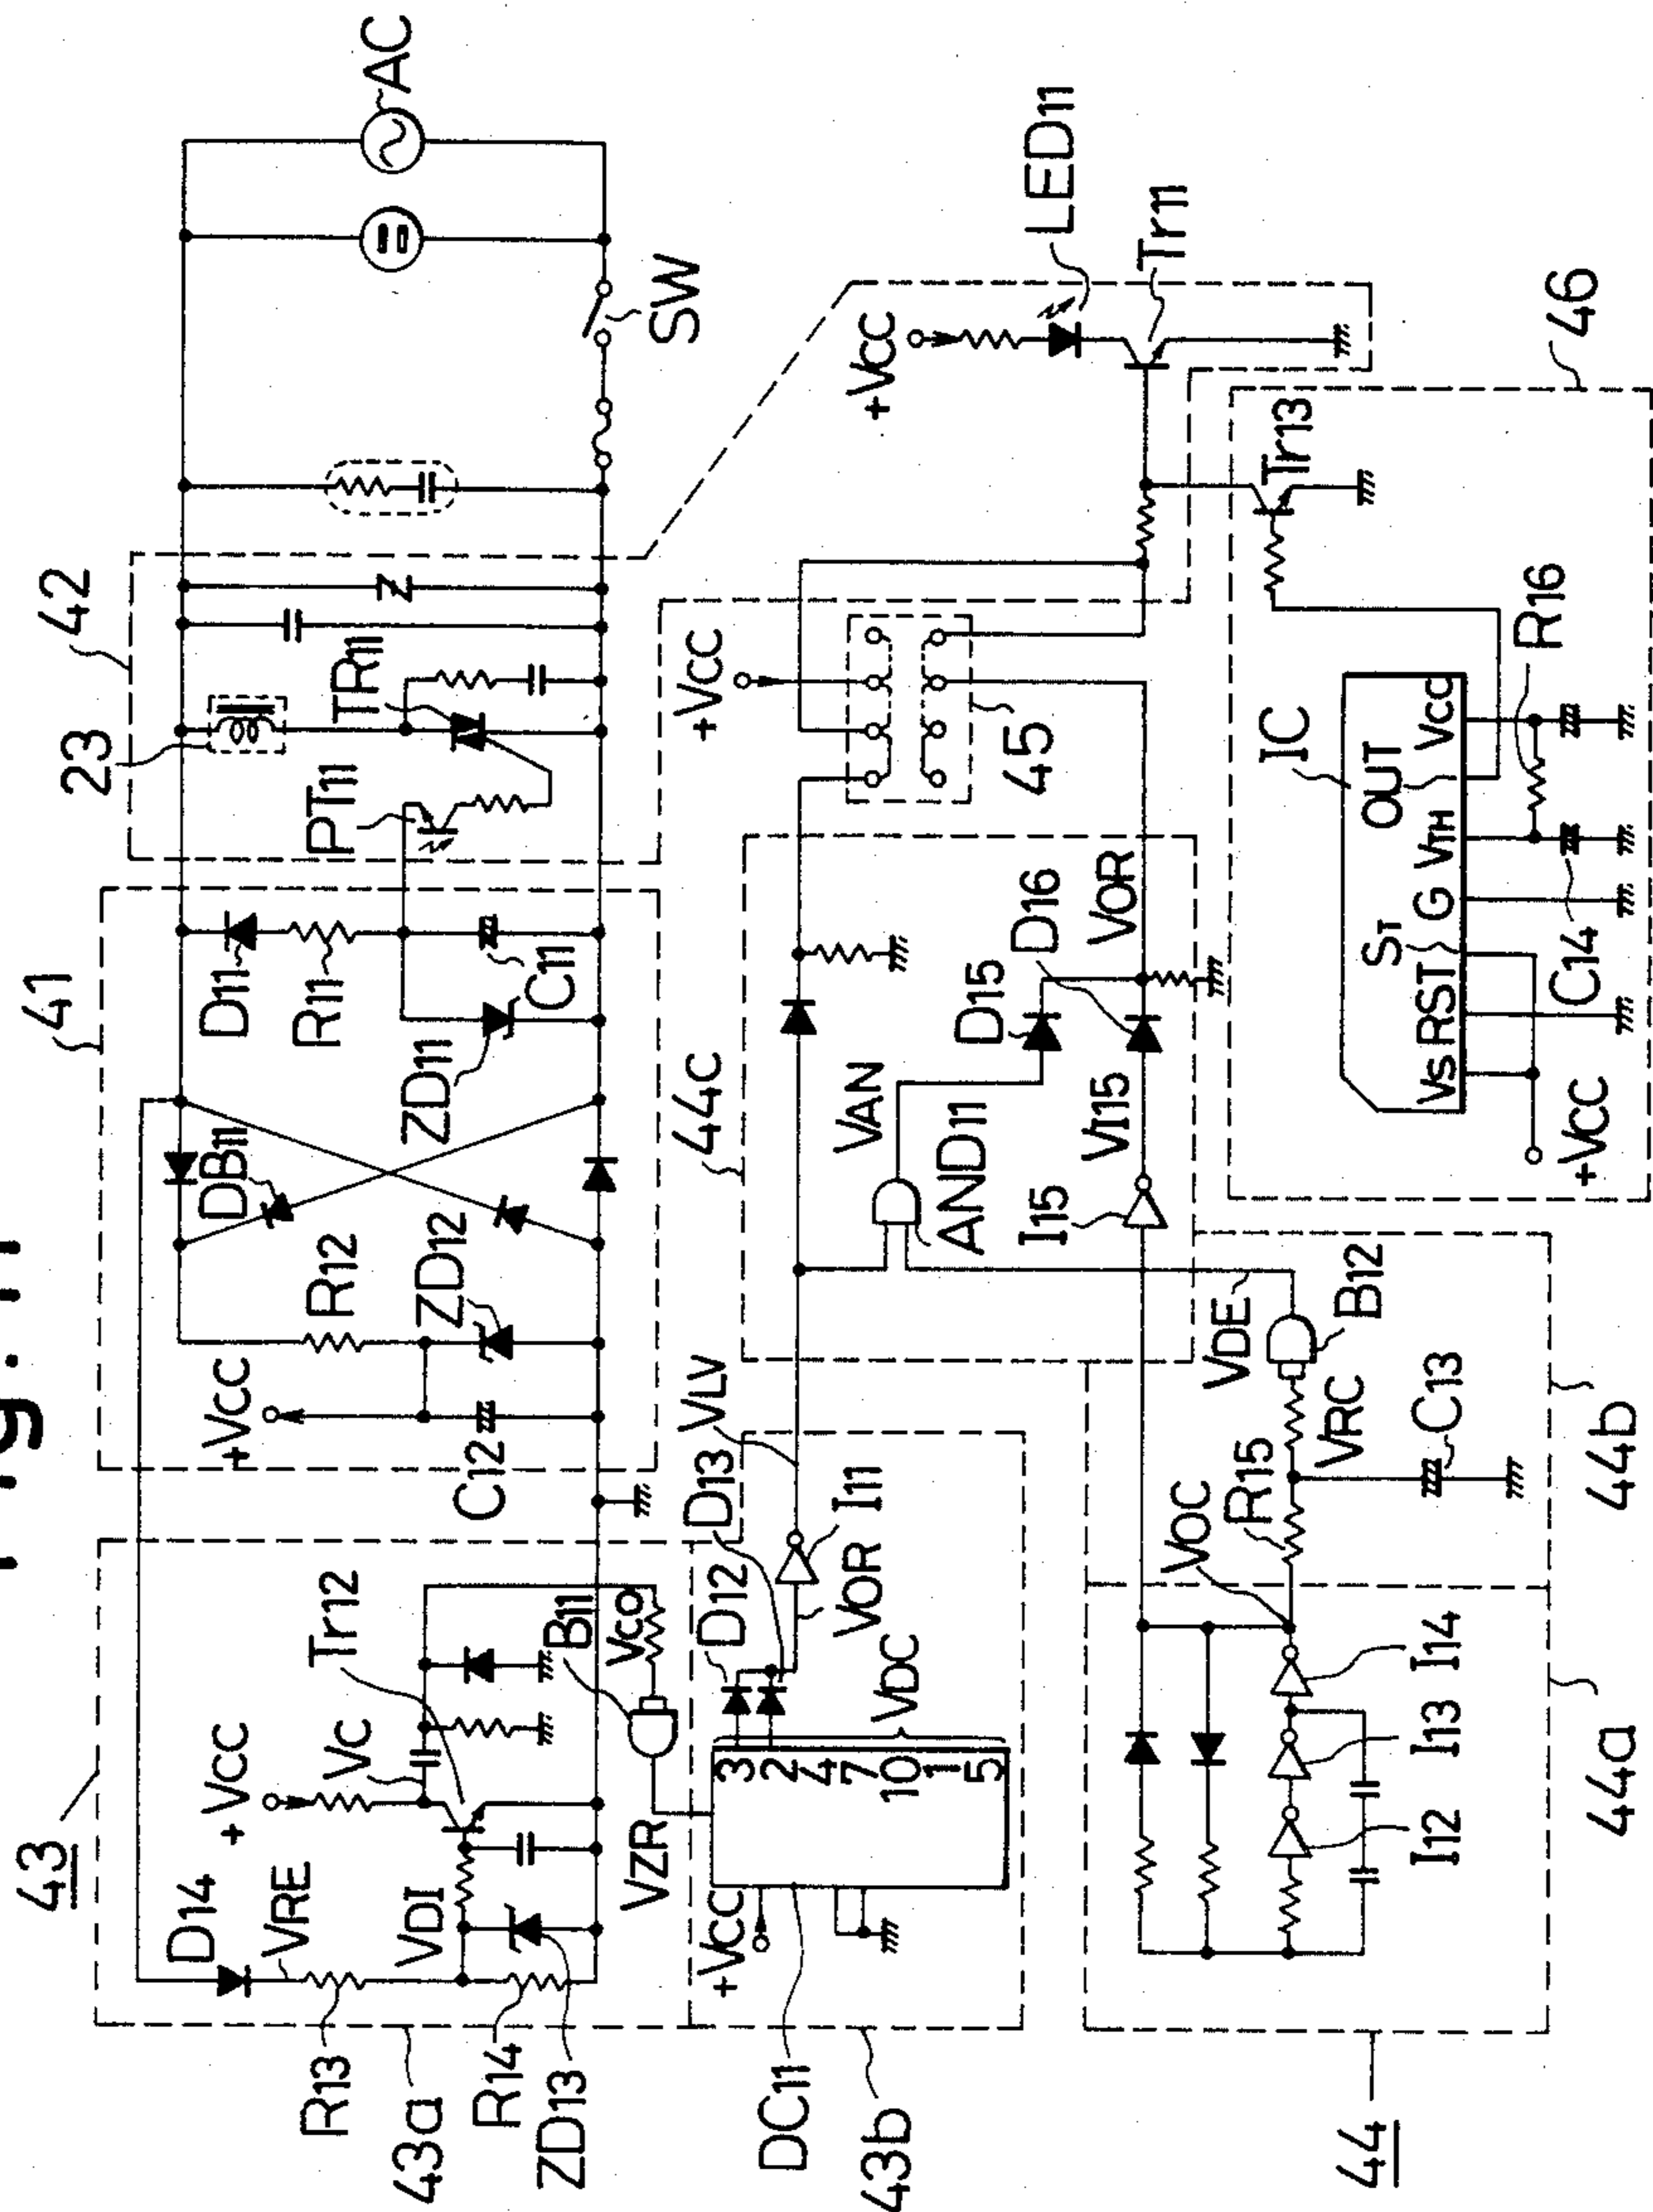 43
D14
VRE
+VCC
VC
Tr12
VDI
R13
43a
R14
ZD13
B11
VCO
VZR
41
+VCC
R12
C12
ZD12
DB11
D11
R11
ZD11
C11
42
23
PT11
TR11
SW
AC
DC11
43b
+VCC
3
2
4
7
10
1
5
VDC
D12
D13
VOR
I11
VLV
44C
VAN
AND11
D15
D16
VOR
I15
VI15
+VCC
45
+VCC
LED11
Tr11
44
44a
I12
I13
I14
VOC
R15
VRC
C13
44b
VDE
B12
46
Tr13
IC
+VCC
VS
RST
ST
G
VTH
OUT
VCC
C14
R16